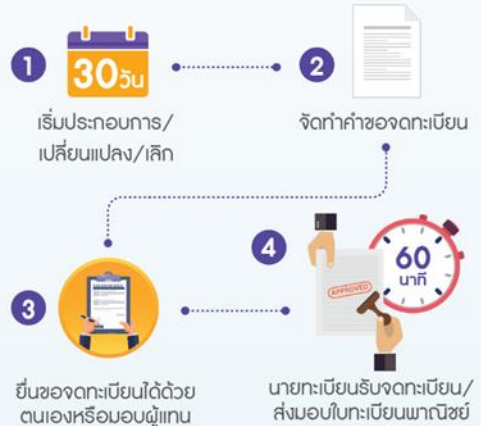 1
30วัน
เริ่มประกอบการ/
เปลี่ยนแปลง/เลิก
2
จัดทำคำขอจดทะเบียน
3
ยื่นขอจดทะเบียนได้ด้วย
ตนเองหรือมอบผู้แทน
4
APPROVED
60
นาที
นายทะเบียนรับจดทะเบียน/
ส่งมอบใบทะเบียนพาณิชย์